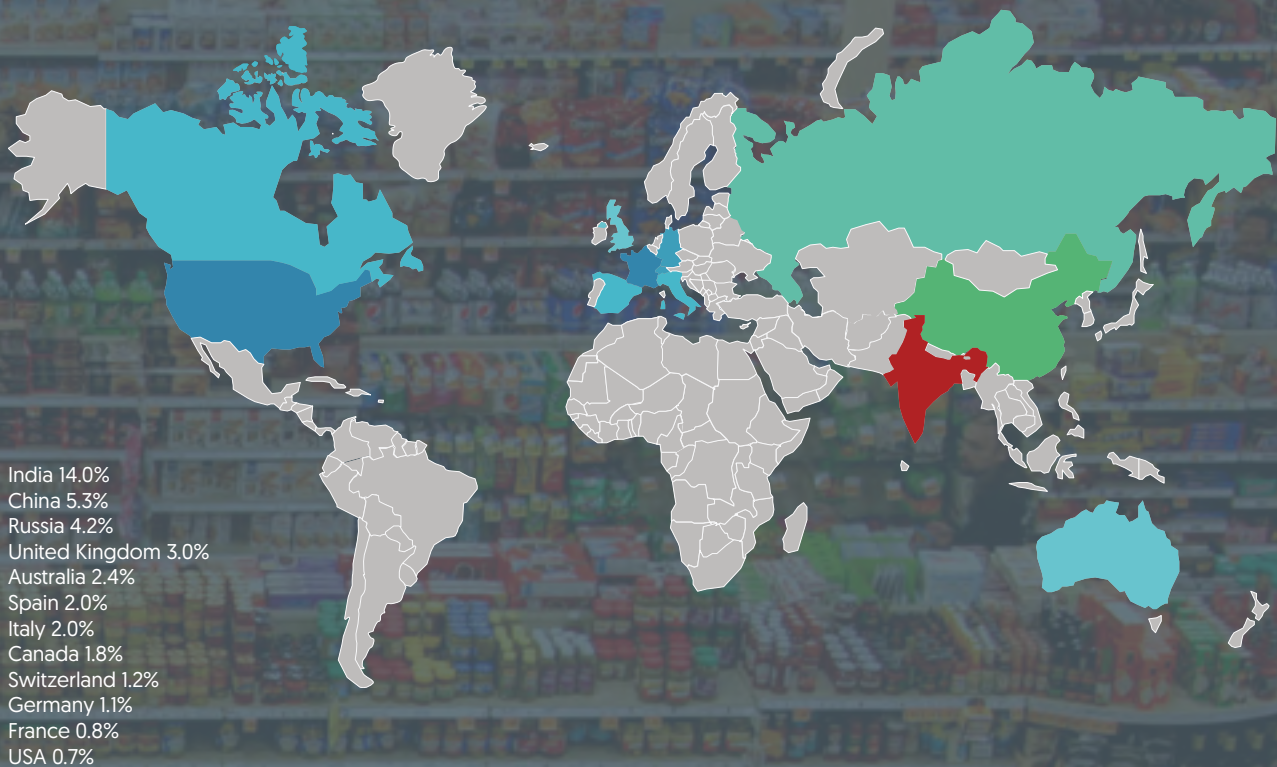 India 14.0%
China 5.3%
Russia 4.2%
United Kingdom 3.0%
Australia 2.4%
Spain 2.0%
Italy 2.0%
Canada 1.8%
Switzerland 1.2%
Germany 1.1%
France 0.8%
USA 0.7%